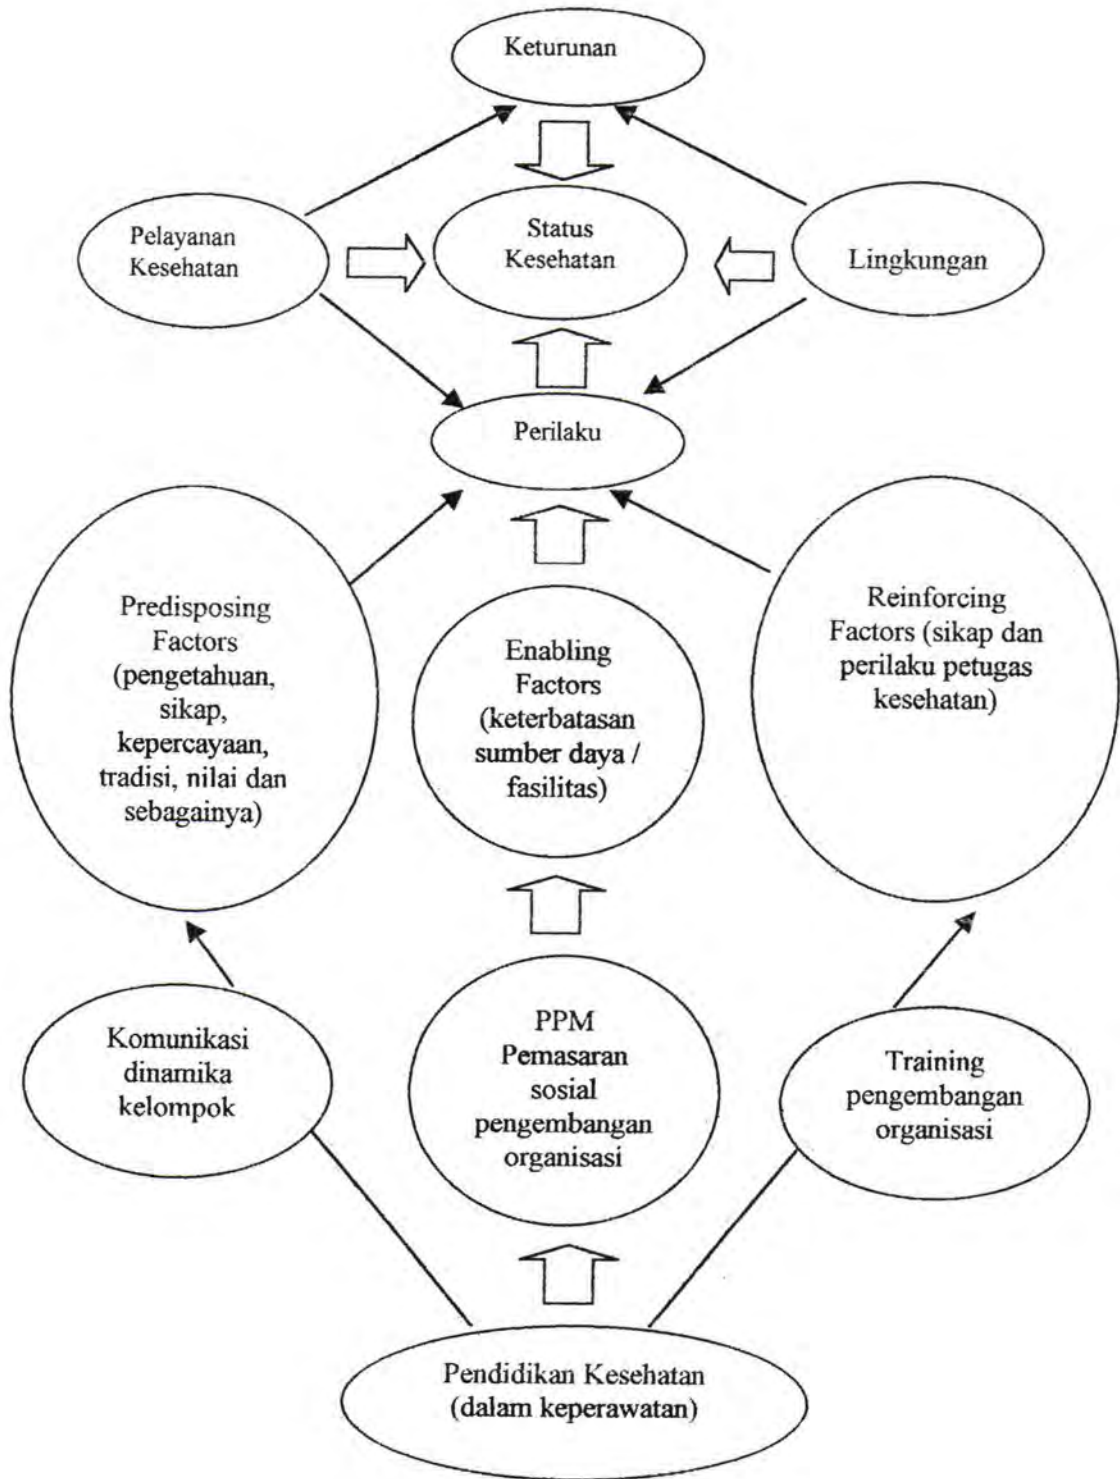 Keturunan
Pelayanan
Kesehatan
Status
Kesehatan
Lingkungan
Perilaku
Predisposing
Factors
(pengetahuan,
sikap,
kepercayaan,
tradisi, nilai dan
sebagainya)
Enabling
Factors
(keterbatasan
sumber daya /
fasilitas)
Reinforcing
Factors (sikap dan
perilaku petugas
kesehatan)
Komunikasi
dinamika
kelompok
PPM
Pemasaran
sosial
pengembangan
organisasi
Training
pengembangan
organisasi
Pendidikan Kesehatan
(dalam keperawatan)